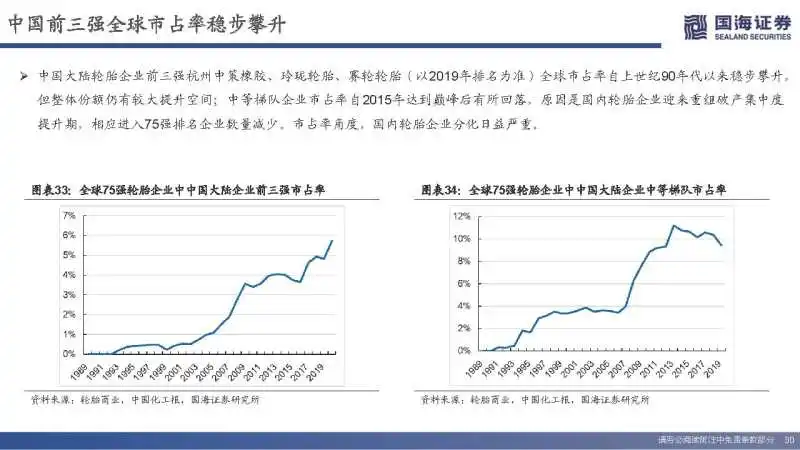 中国前三强全球市占率稳步攀升
国海证券
SEALAND SECURITIES
➢ 中国大陆轮胎企业前三强杭州中策橡胶、玲珑轮胎、赛轮轮胎（以2019年排名为准）全球市占率自上世纪90年代以来稳步攀升，
但整体份额仍有较大提升空间；中等梯队企业市占率自2015年达到巅峰后有所回落，原因是国内轮胎企业迎来重组破产集中度
提升期，相应进入75强排名企业数量减少。市占率角度，国内轮胎企业分化日益严重。
图表33：全球75强轮胎企业中中国大陆企业前三强市占率
7%
6%
5%
4%
3%
2%
1%
0%
1989 1991 1993 1995 1997 1999 2001 2003 2005 2007 2009 2011 2013 2015 2017 2019
资料来源：轮胎商业，中国化工报，国海证券研究所
图表34：全球75强轮胎企业中中国大陆企业中等梯队市占率
12%
10%
8%
6%
4%
2%
0%
1989 1991 1993 1995 1997 1999 2001 2003 2005 2007 2009 2011 2013 2015 2017 2019
资料来源：轮胎商业，中国化工报，国海证券研究所
请务必阅读附注中免责条款部分 30